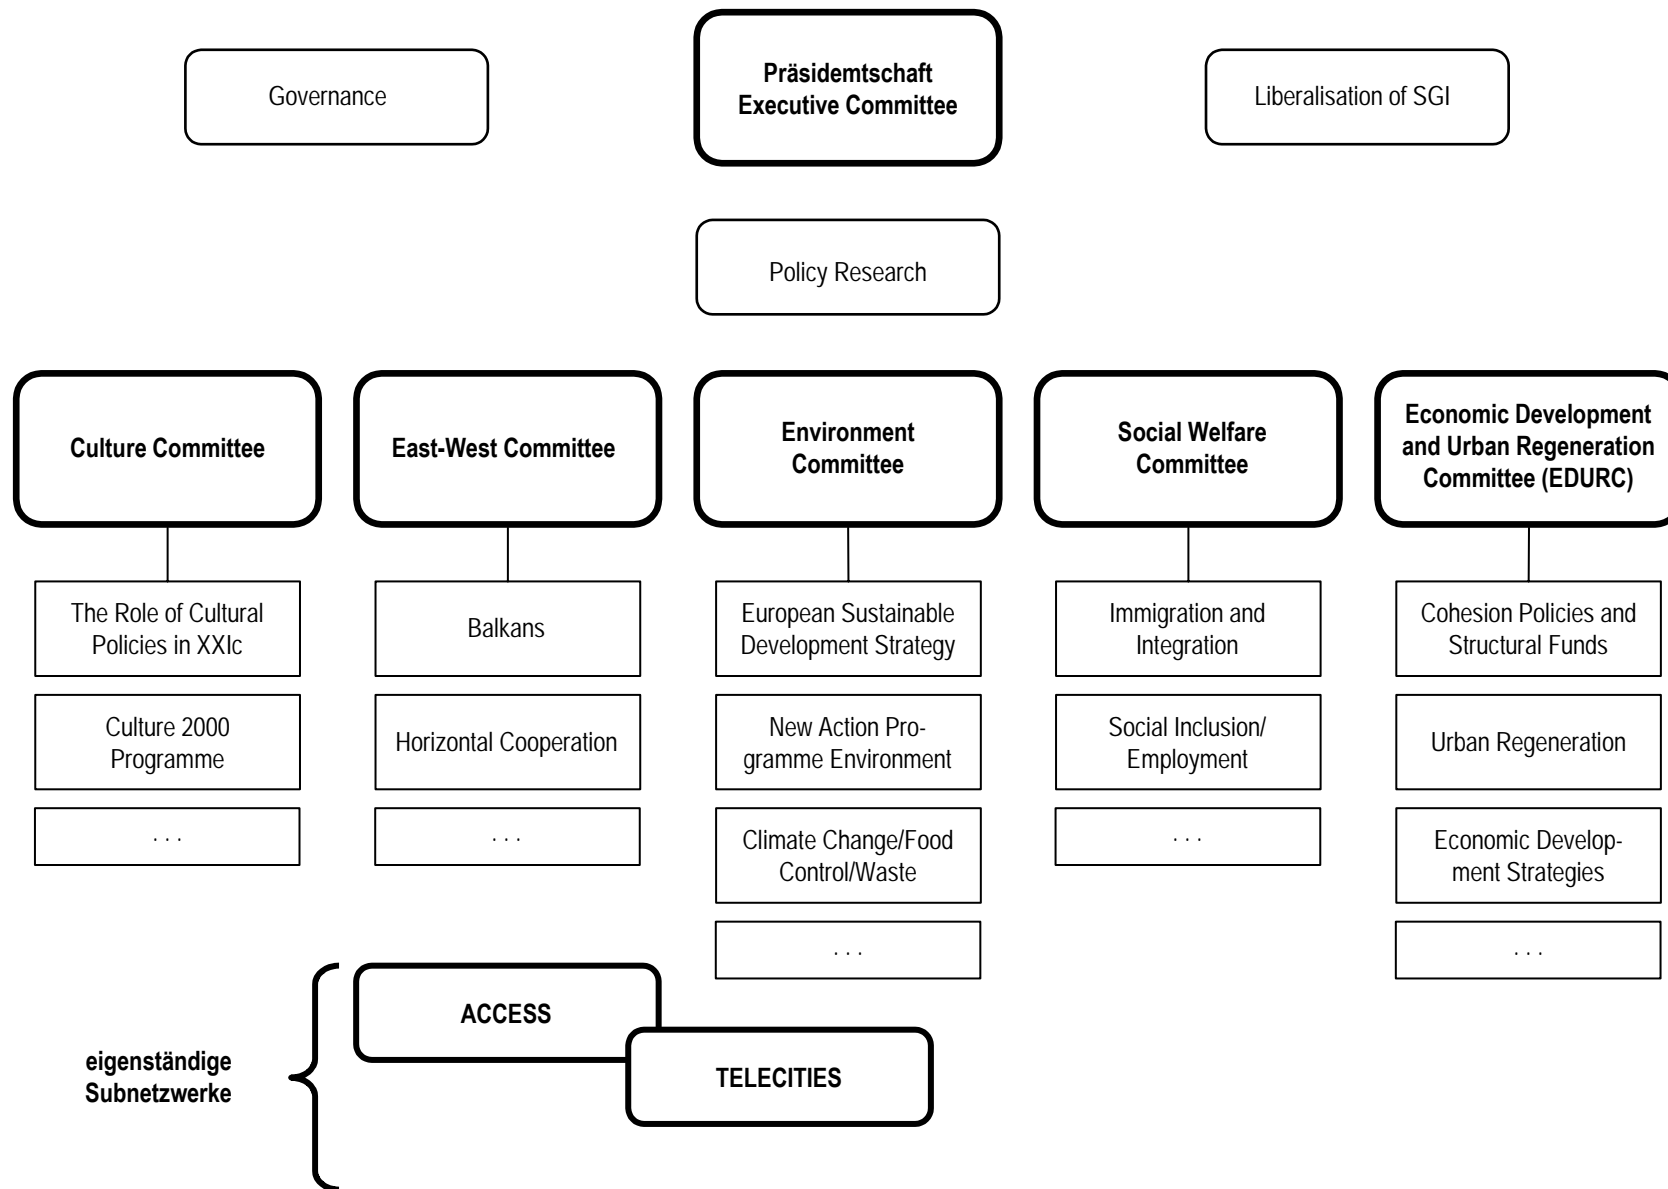 Governance
Präsidemtschaft
Executive Committee
Liberalisation of SGI
Policy Research
Culture Committee
East-West Committee
Environment
Committee
Social Welfare
Committee
Economic Development
and Urban Regeneration
Committee (EDURC)
The Role of Cultural
Policies in XXIc
Culture 2000
Programme
. . .
Balkans
Horizontal Cooperation
. . .
European Sustainable
Development Strategy
New Action Pro-
gramme Environment
Climate Change/Food
Control/Waste
. . .
Immigration and
Integration
Social Inclusion/
Employment
. . .
Cohesion Policies and
Structural Funds
Urban Regeneration
Economic Develop-
ment Strategies
. . .
eigenständige
Subnetzwerke
ACCESS
TELECITIES